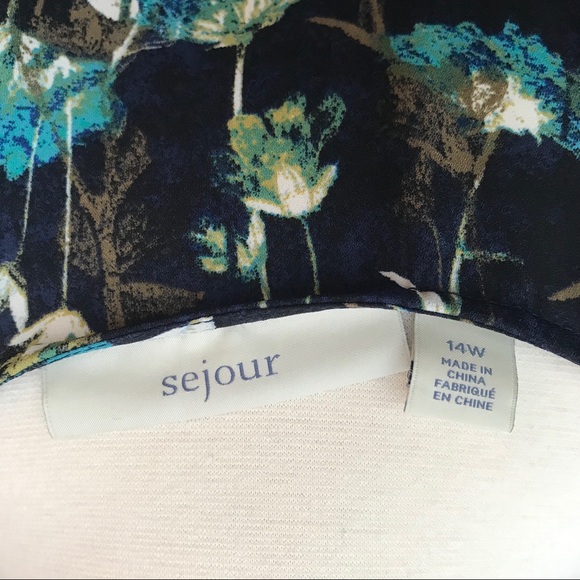 sejour
14W
MADE IN
CHINA
FABRIQUÉ
EN CHINE